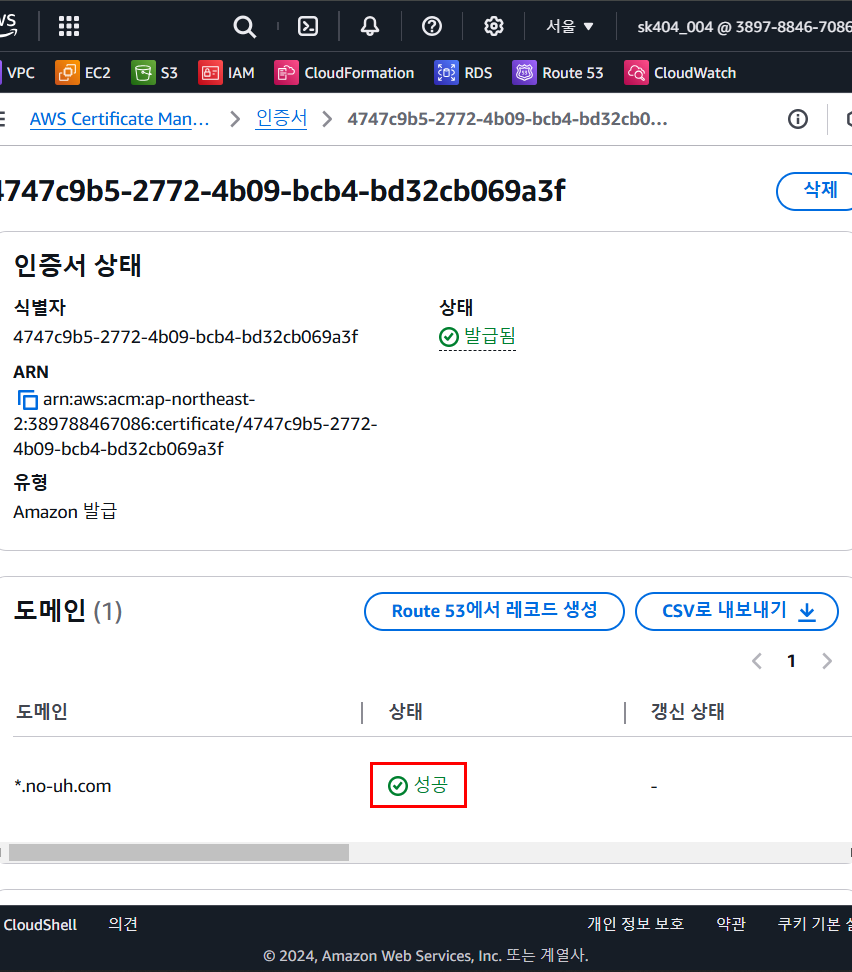 서울 ▼ sk404_004 @ 3897-8846-7086
VPC EC2 S3 IAM CloudFormation RDS Route 53 CloudWatch
AWS Certificate Man... 인증서 4747c9b5-2772-4b09-bcb4-bd32cb0...
4747c9b5-2772-4b09-bcb4-bd32cb069a3f 삭제
인증서 상태
식별자
4747c9b5-2772-4b09-bcb4-bd32cb069a3f
상태
발급됨
ARN
arn:aws:acm:ap-northeast-
2:389788467086:certificate/4747c9b5-2772-
4b09-bcb4-bd32cb069a3f
유형
Amazon 발급
도메인 (1) Route 53에서 레코드 생성 CSV로 내보내기
1
도메인 상태 갱신 상태
*.no-uh.com 성공 -
CloudShell 의견 개인 정보 보호 약관 쿠키 기본
© 2024, Amazon Web Services, Inc. 또는 계열사.